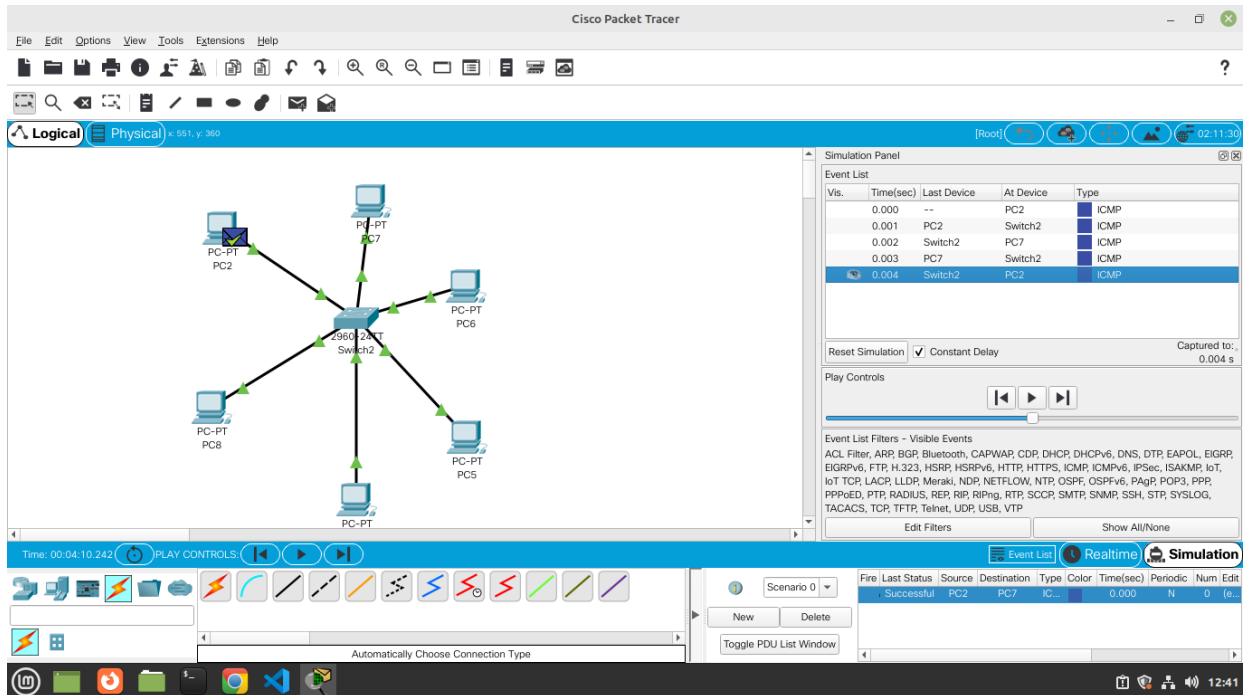 Cisco Packet Tracer
File Edit Options View Tools Extensions Help
Logical Physical x: 551, y: 360 [Root] 02:11:30
PC-PT
PC7
PC-PT
PC2
PC-PT
PC6
2960-24TT
Switch2
PC-PT
PC8
PC-PT
PC5
PC-PT
Simulation Panel
Event List
Vis. Time(sec) Last Device At Device Type
0.000 -- PC2 ICMP
0.001 PC2 Switch2 ICMP
0.002 Switch2 PC7 ICMP
0.003 PC7 Switch2 ICMP
0.004 Switch2 PC2 ICMP
Reset Simulation Constant Delay Captured to:
0.004 s
Play Controls
Event List Filters - Visible Events
ACL Filter, ARP, BGP, Bluetooth, CAPWAP, CDP, DHCP, DHCPv6, DNS, DTP, EAPOL, EIGRP,
EIGRPv6, FTP, H.323, HSRP, HSRPv6, HTTP, HTTPS, ICMP, ICMPv6, IPSec, ISAKMP, IoT,
IoT TCP, LACP, LLDP, Meraki, NDP, NETFLOW, NTP, OSPF, OSPFv6, PAgP, POP3, PPP,
PPPoED, PTP, RADIUS, REP, RIP, RIPng, RTP, SCCP, SMTP, SNMP, SSH, STP, SYSLOG,
TACACS, TCP, TFTP, Telnet, UDP, USB, VTP
Edit Filters Show All/None
Time: 00:04:10.242 PLAY CONTROLS: Event List Realtime Simulation
Automatically Choose Connection Type
Scenario 0
New Delete
Toggle PDU List Window
Fire Last Status Source Destination Type Color Time(sec) Periodic Num Edit
Successful PC2 PC7 IC... 0.000 N 0 (e...
12:41